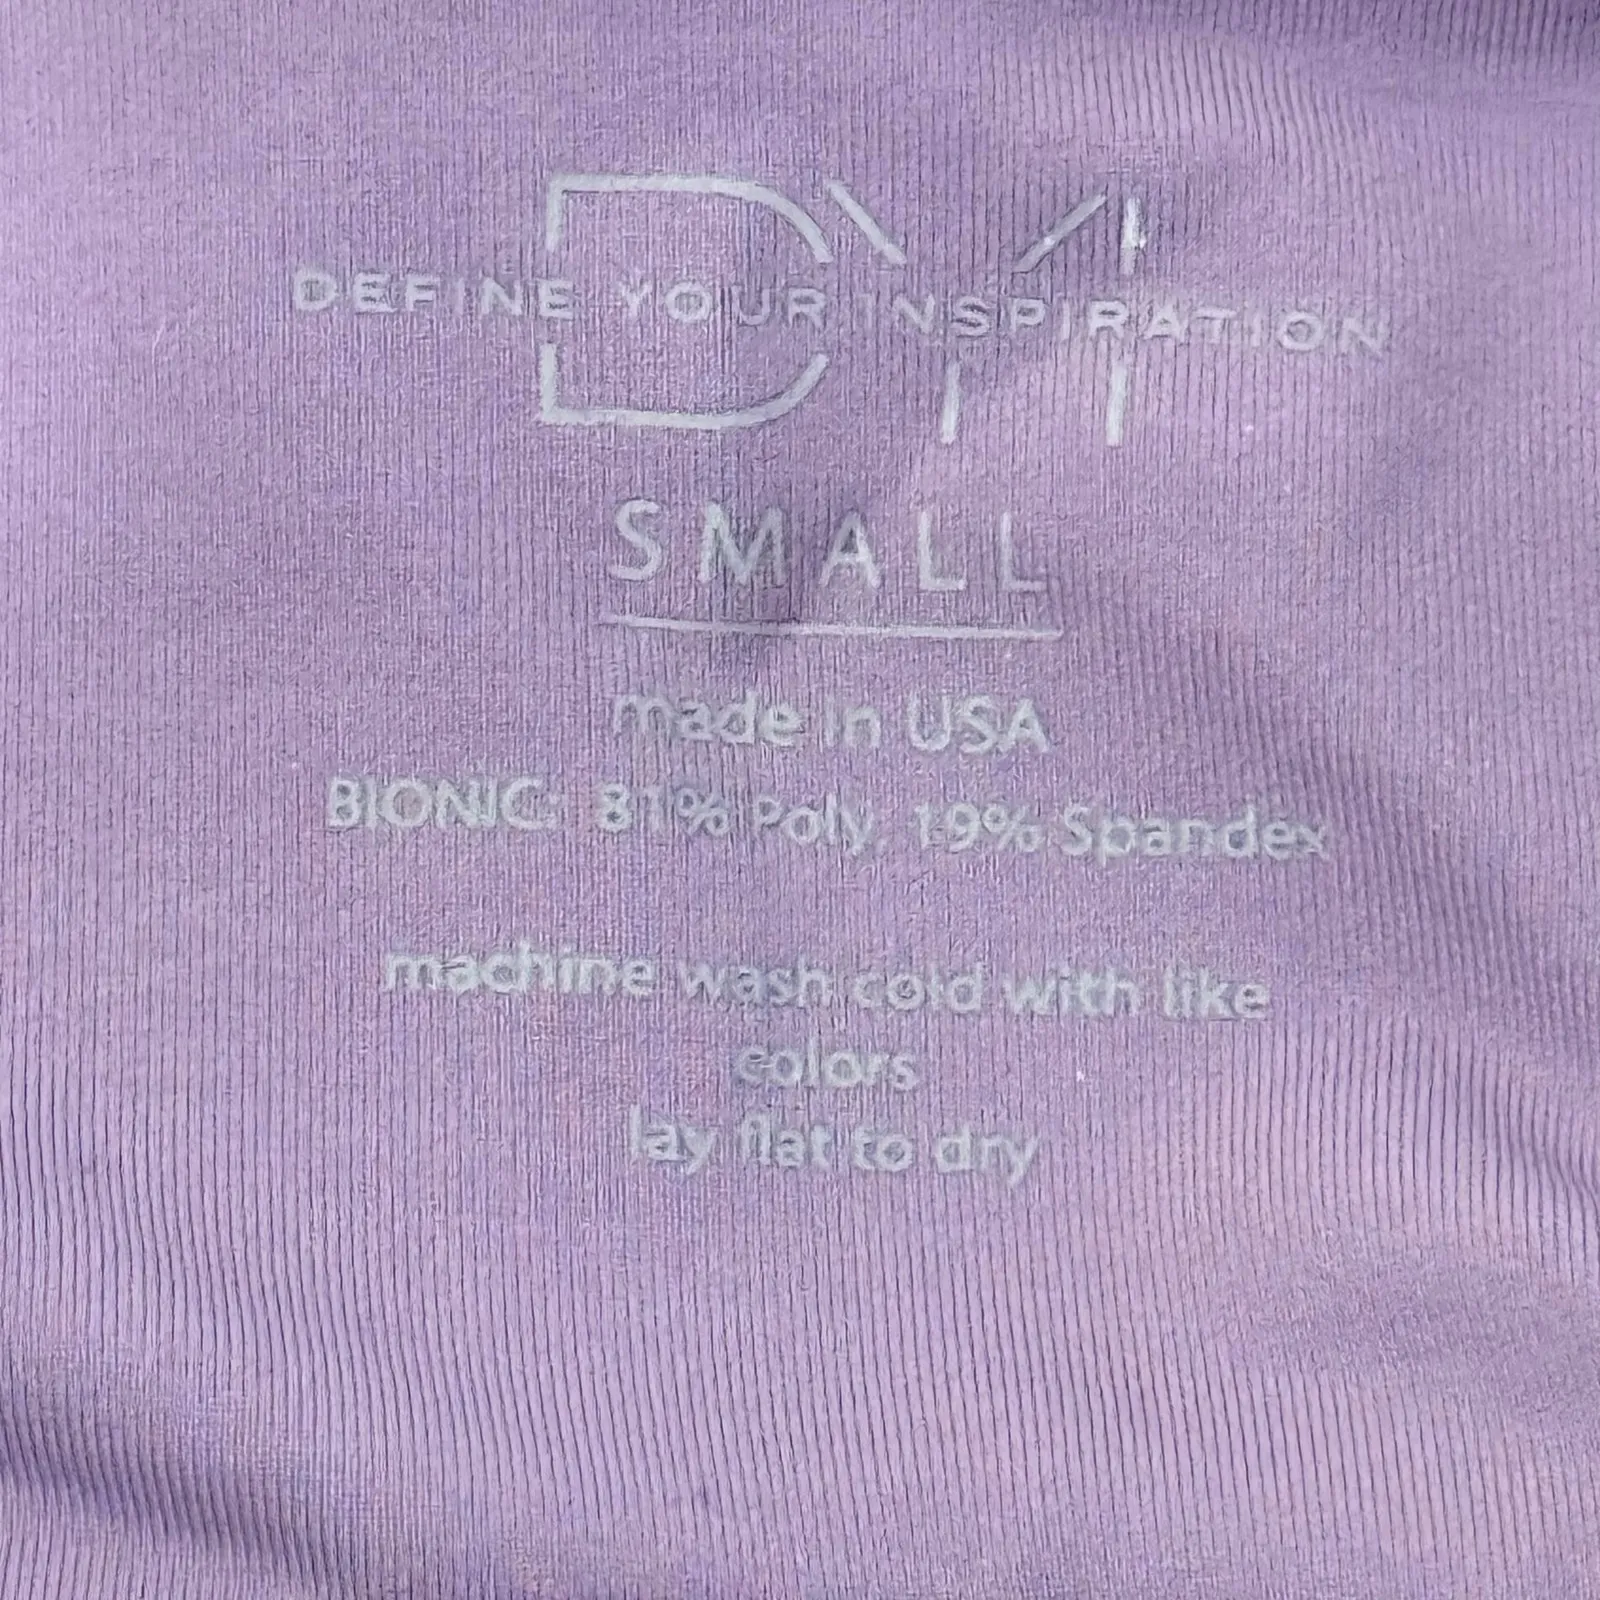 DYI
DEFINE YOUR INSPIRATION
SMALL
made in USA
BIONIC: 81% Poly, 19% Spandex
machine wash cold with like
colors
lay flat to dry